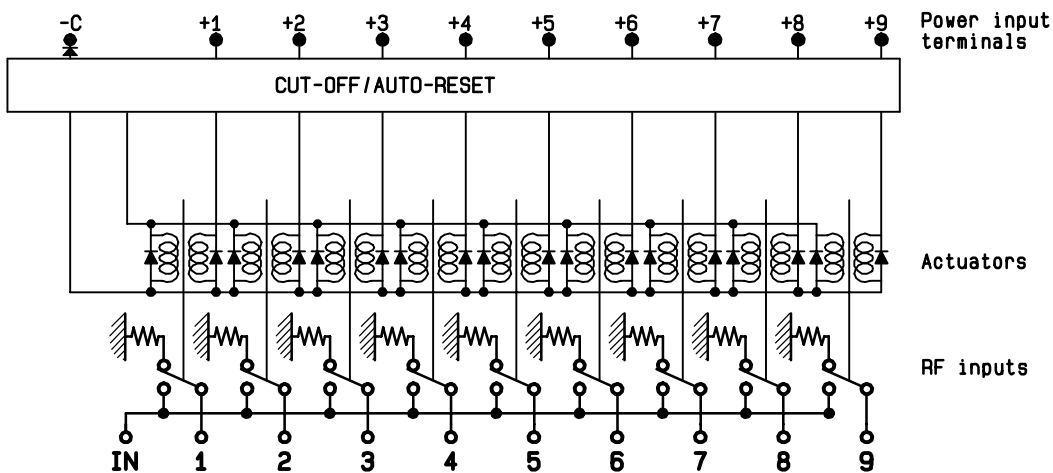 -C +1 +2 +3 +4 +5 +6 +7 +8 +9
Power input
terminals
CUT-OFF/AUTO-RESET
Actuators
RF inputs
IN 1 2 3 4 5 6 7 8 9